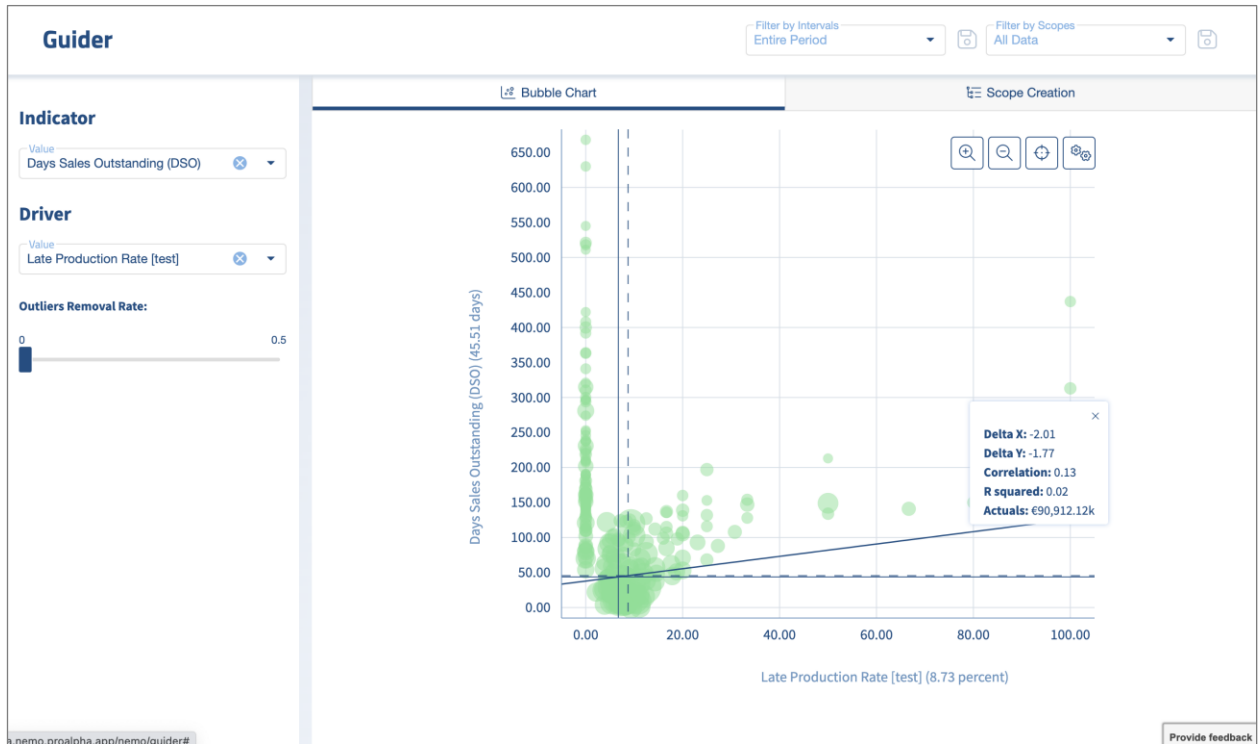 Guider
Filter by Intervals
Entire Period
Filter by Scopes
All Data
Indicator
Value
Days Sales Outstanding (DSO)
Driver
Value
Late Production Rate [test]
Outliers Removal Rate:
0
0.5
Bubble Chart
Scope Creation
650.00
600.00
550.00
500.00
450.00
400.00
350.00
300.00
250.00
200.00
150.00
100.00
50.00
0.00
Days Sales Outstanding (DSO) (45.51 days)
0.00
20.00
40.00
60.00
80.00
100.00
Late Production Rate [test] (8.73 percent)
Delta X: -2.01
Delta Y: -1.77
Correlation: 0.13
R squared: 0.02
Actuals: €90,912.12k
a.nemo.proalpha.app/nemo/guider#
Provide feedback